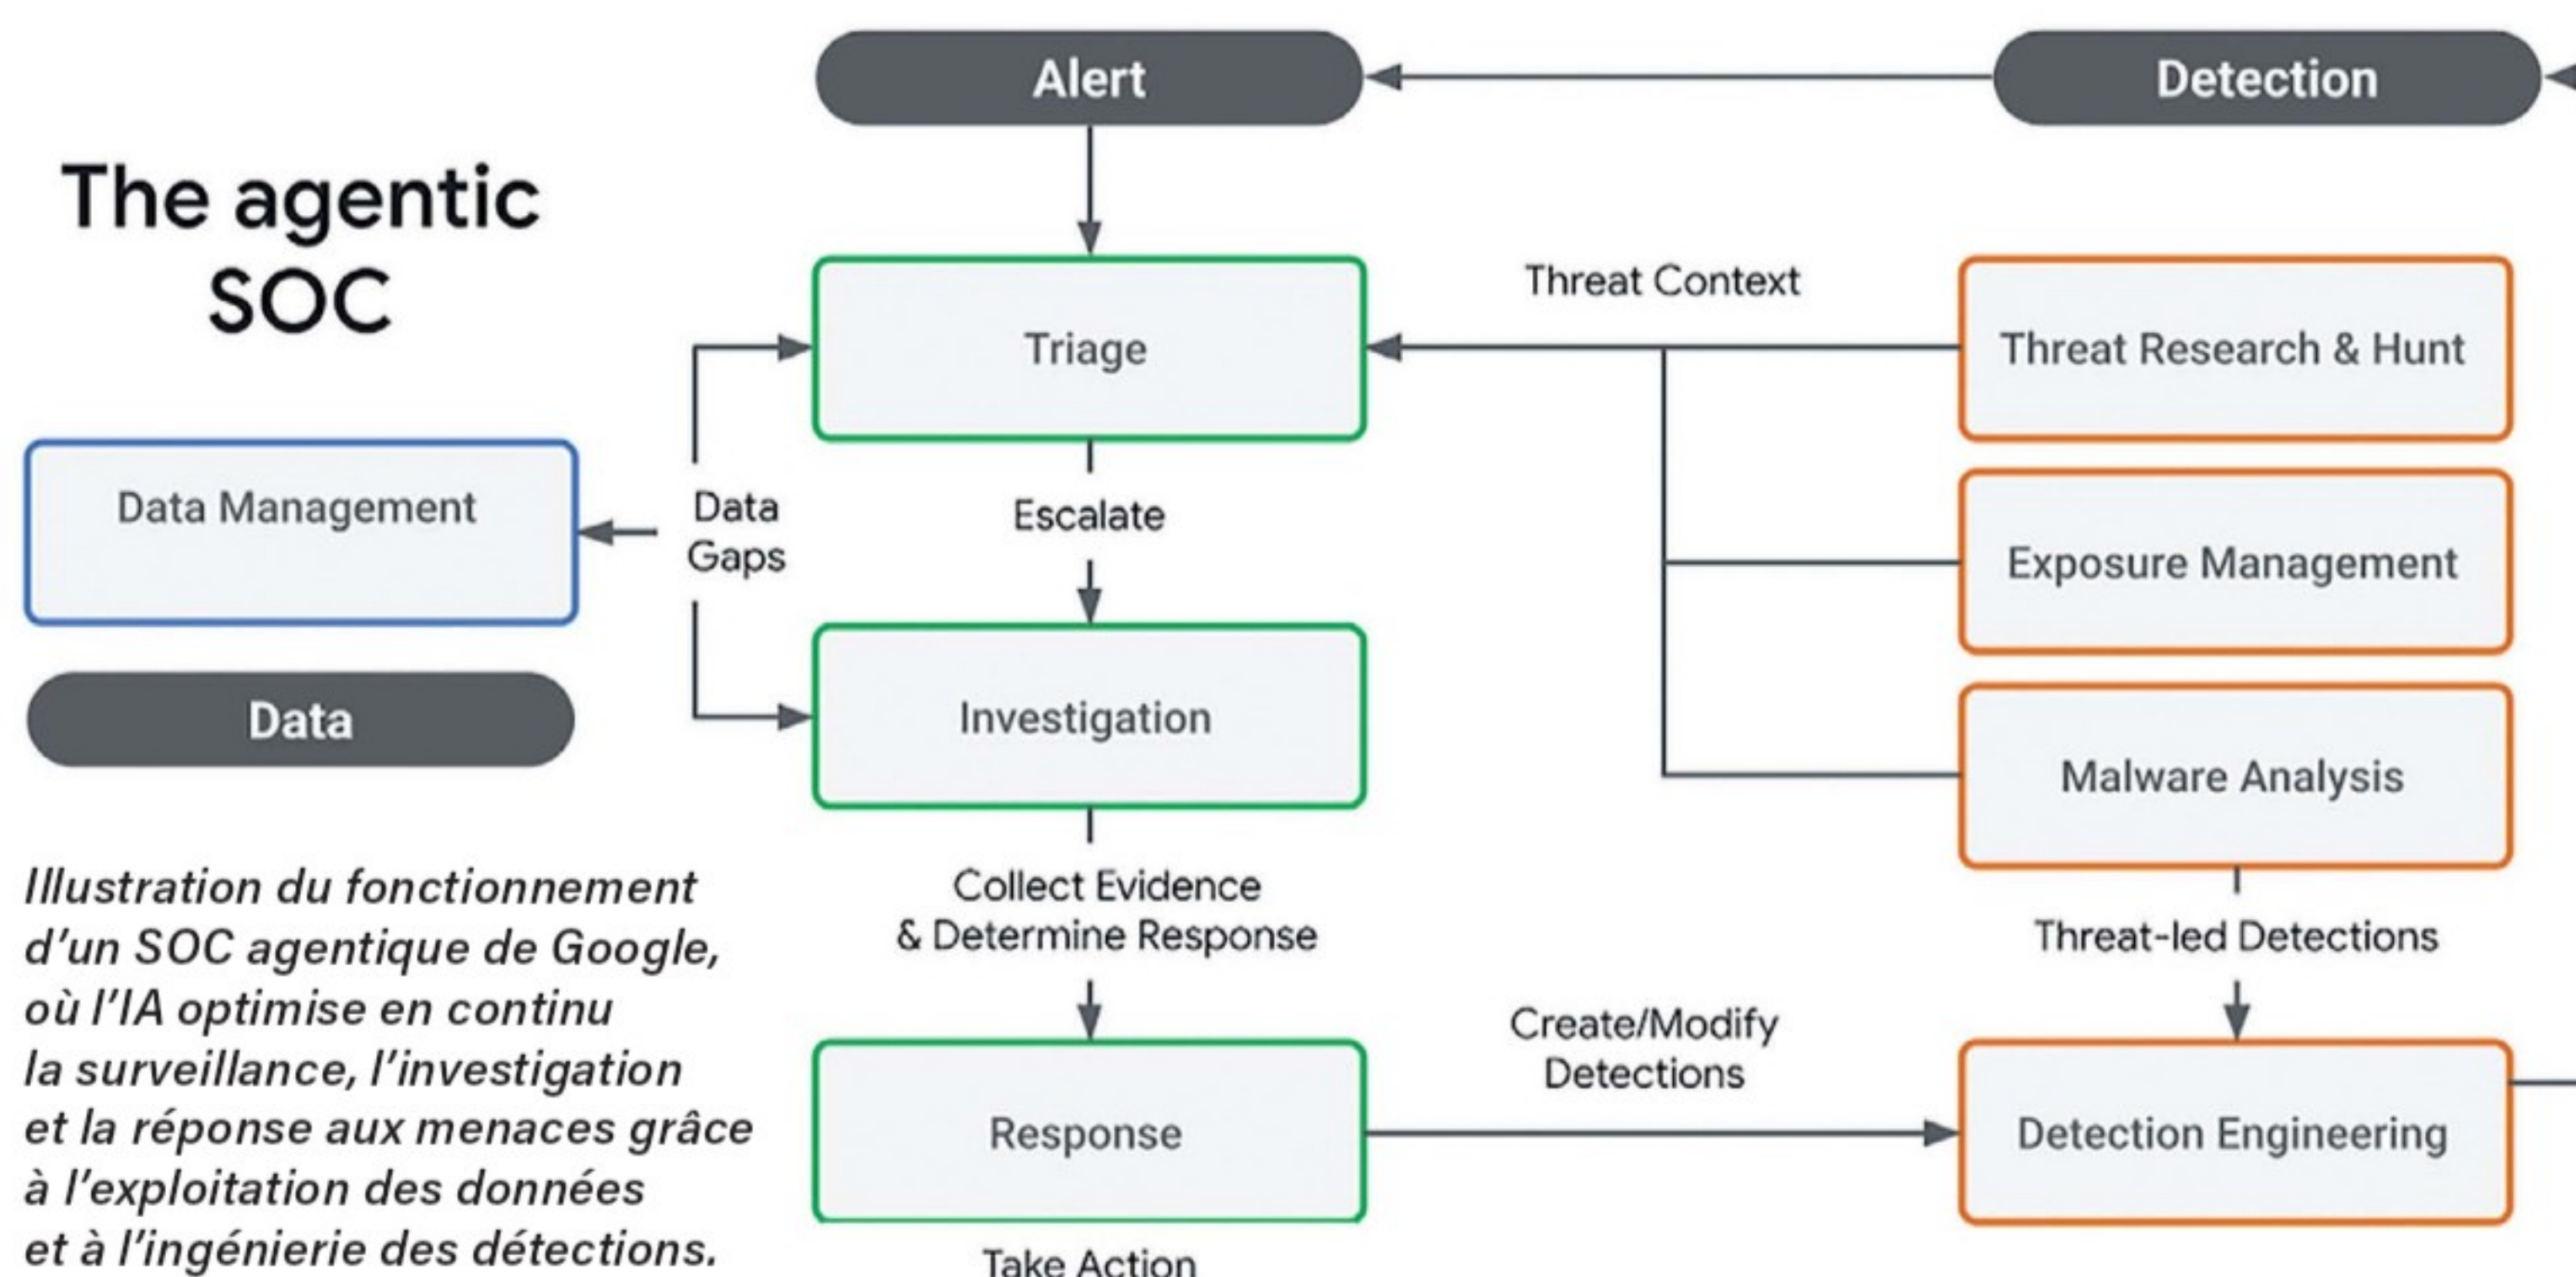 Alert
Detection
The agentic
SOC
Triage
Threat Context
Threat Research & Hunt
Data Management
Data
Gaps
Escalate
Exposure Management
Data
Investigation
Malware Analysis
Illustration du fonctionnement
d'un SOC agentique de Google,
où l'IA optimise en continu
la surveillance, l'investigation
et la réponse aux menaces grâce
à l'exploitation des données
et à l'ingénierie des détections.
Collect Evidence
& Determine Response
Threat-led Detections
Create/Modify
Detections
Response
Detection Engineering
Take Action